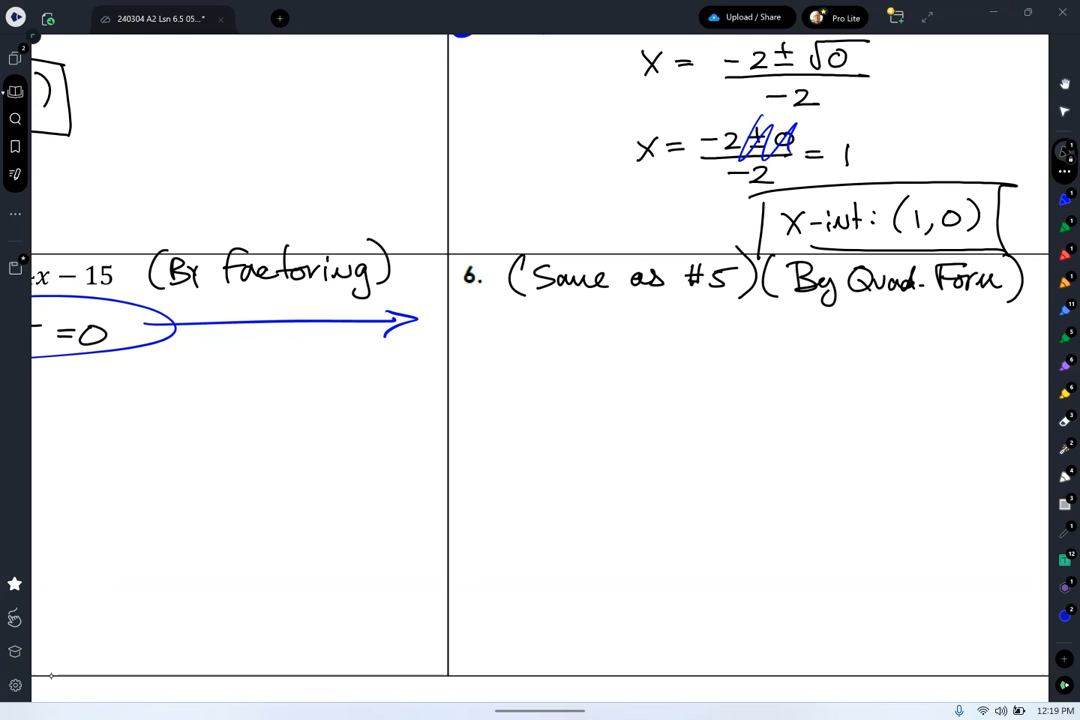 240304 A2 Lsn 6.5 05...*
Upload / Share
Pro Lite
x = -2 ± √0
-2
x = -2 ± 0 = 1
-2
x-int: (1,0)
x – 15 (By factoring)
= 0
6. (Same as #5)(By Quad. Form)
12:19 PM